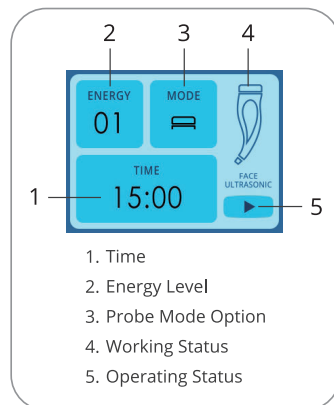 2 3 4
ENERGY MODE
01
TIME
1 15:00
FACE
ULTRASONIC
5
1. Time
2. Energy Level
3. Probe Mode Option
4. Working Status
5. Operating Status